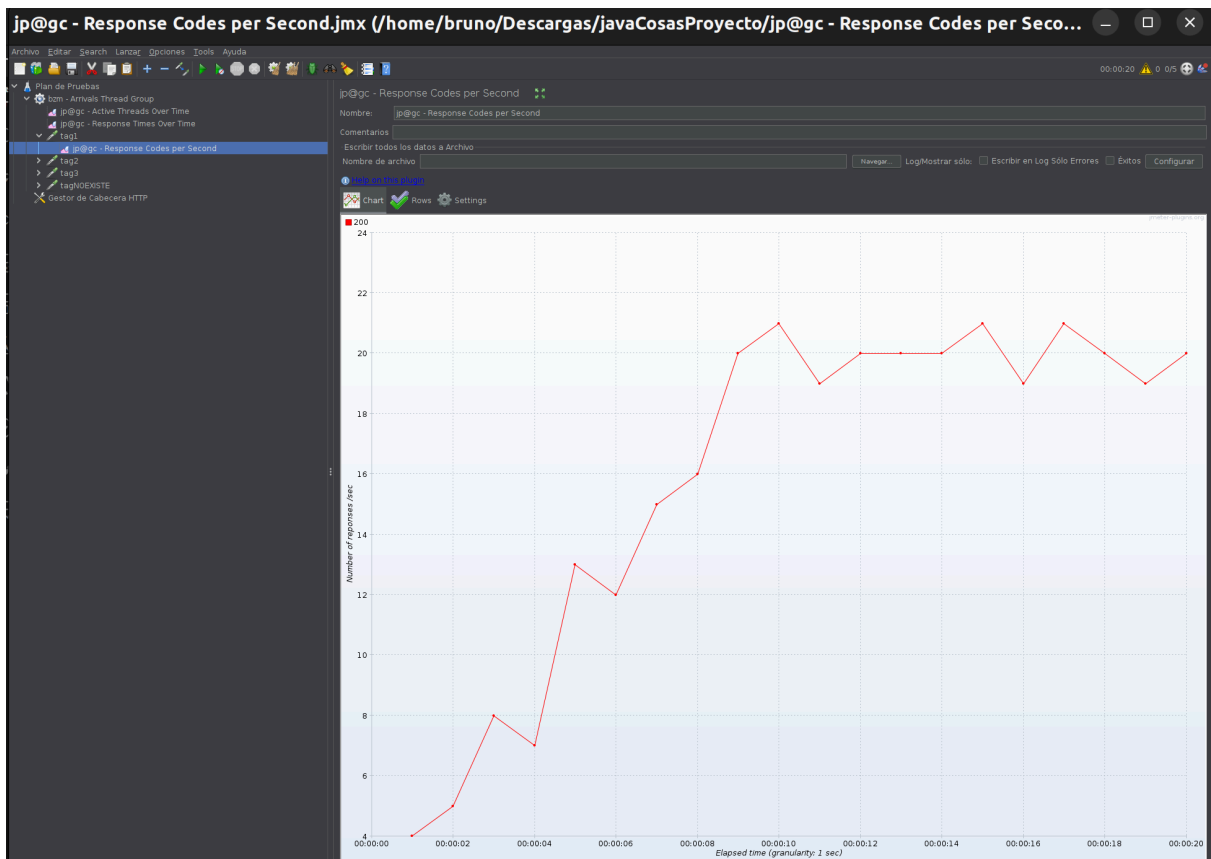 jp@gc - Response Codes per Second.jmx (/home/bruno/Descargas/javaCosasProyecto/jp@gc - Response Codes per Seco...
Archivo Editar Search Lanzar Opciones Tools Ayuda
00:00:20 0 0/5
Plan de Pruebas
bzm - Arrivals Thread Group
jp@gc - Active Threads Over Time
jp@gc - Response Times Over Time
tag1
jp@gc - Response Codes per Second
tag2
tag3
tagNOEXISTE
Gestor de Cabecera HTTP
jp@gc - Response Codes per Second
Nombre: jp@gc - Response Codes per Second
Comentarios
Escribir todos los datos a Archivo
Nombre de archivo Navegar... Log/Mostrar sólo: Escribir en Log Sólo Errores Éxitos Configurar
Help on this plugin
Chart Rows Settings
200
jmeter-plugins.org
24
22
20
18
16
14
12
10
8
6
4
Number of reponses /sec
00:00:00 00:00:02 00:00:04 00:00:06 00:00:08 00:00:10 00:00:12 00:00:14 00:00:16 00:00:18 00:00:20
Elapsed time (granularity: 1 sec)